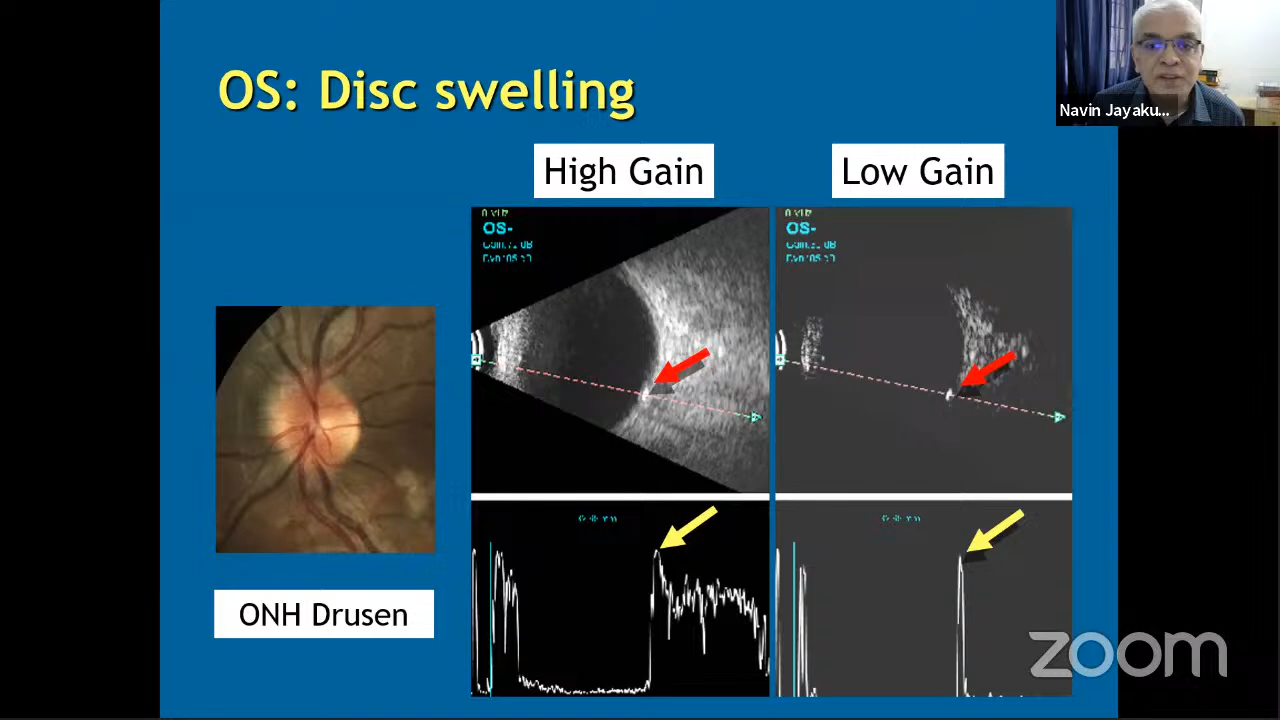 OS: Disc swelling
Navin Jayaku...
High Gain
Low Gain
OS-
OS-
ONH Drusen
zoom